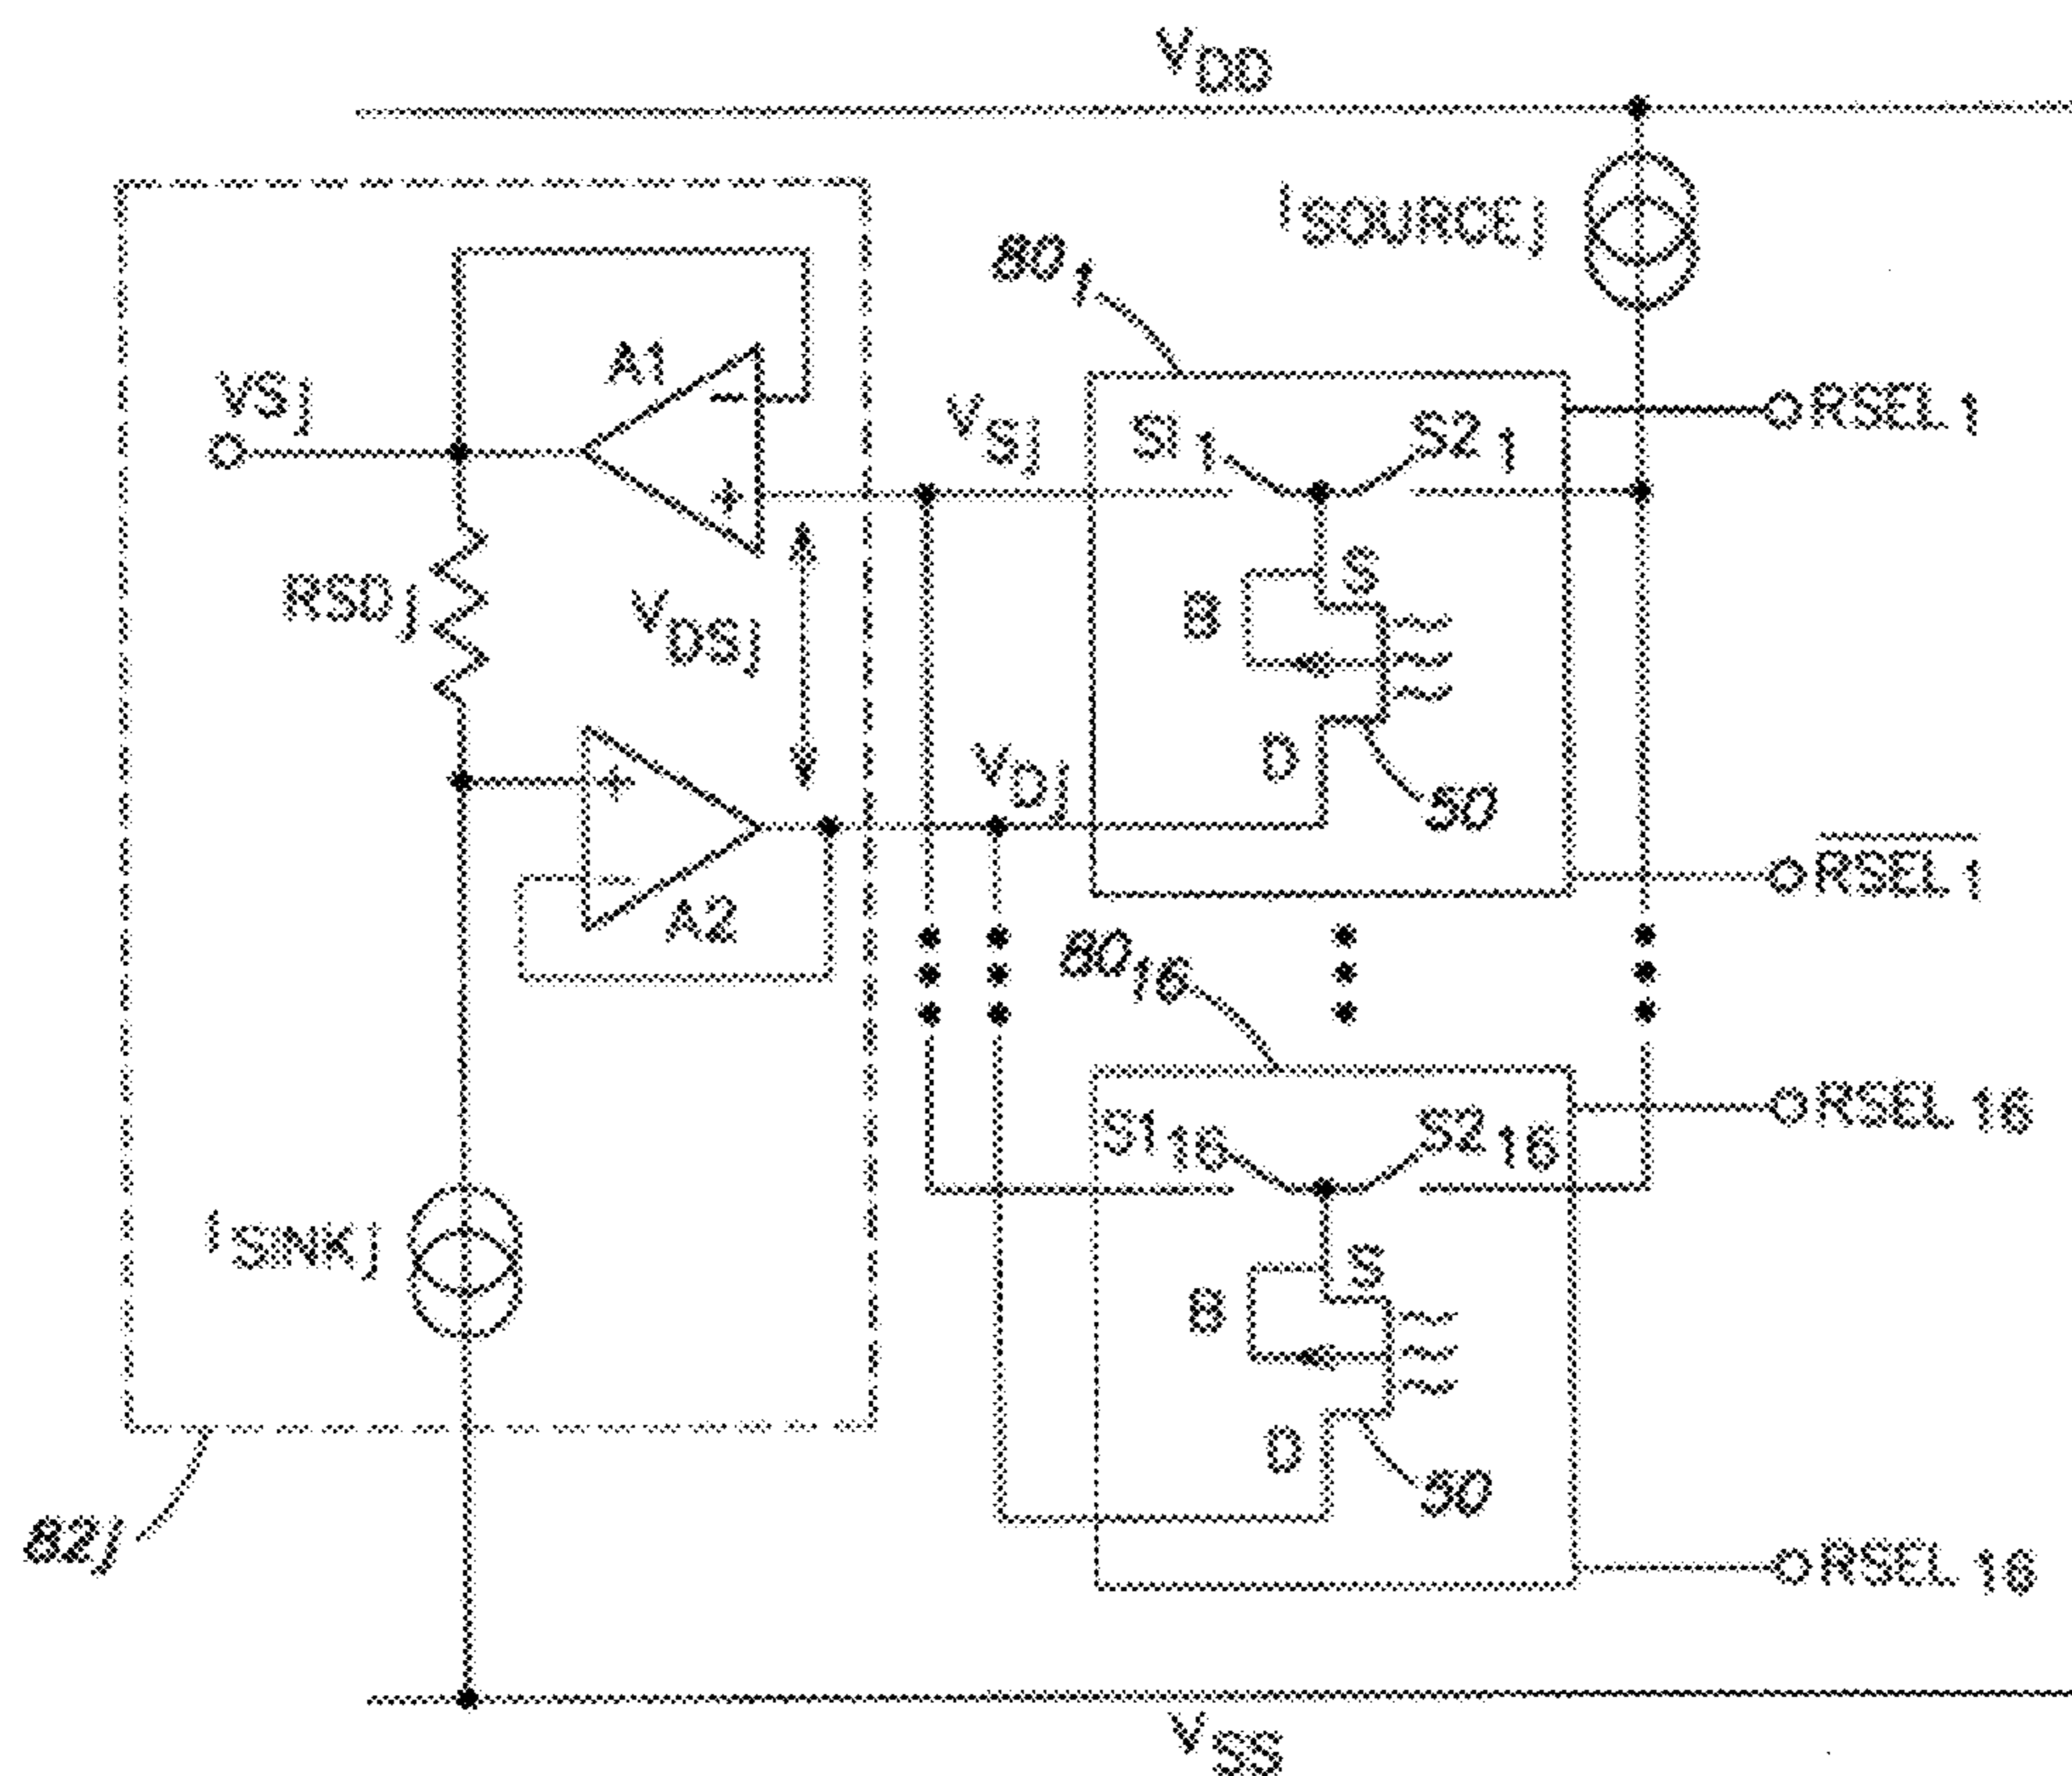 VDD
ISOURCEj
801
A1
VSj
VSj
SI1
S21
RSEL1
−
+
S
RSDj
VDSj
B
VDj
D
50
+
−
RSEL1
A2
8016
RSEL16
S116
S216
S
ISINKj
B
D
50
82j
RSEL16
VSS